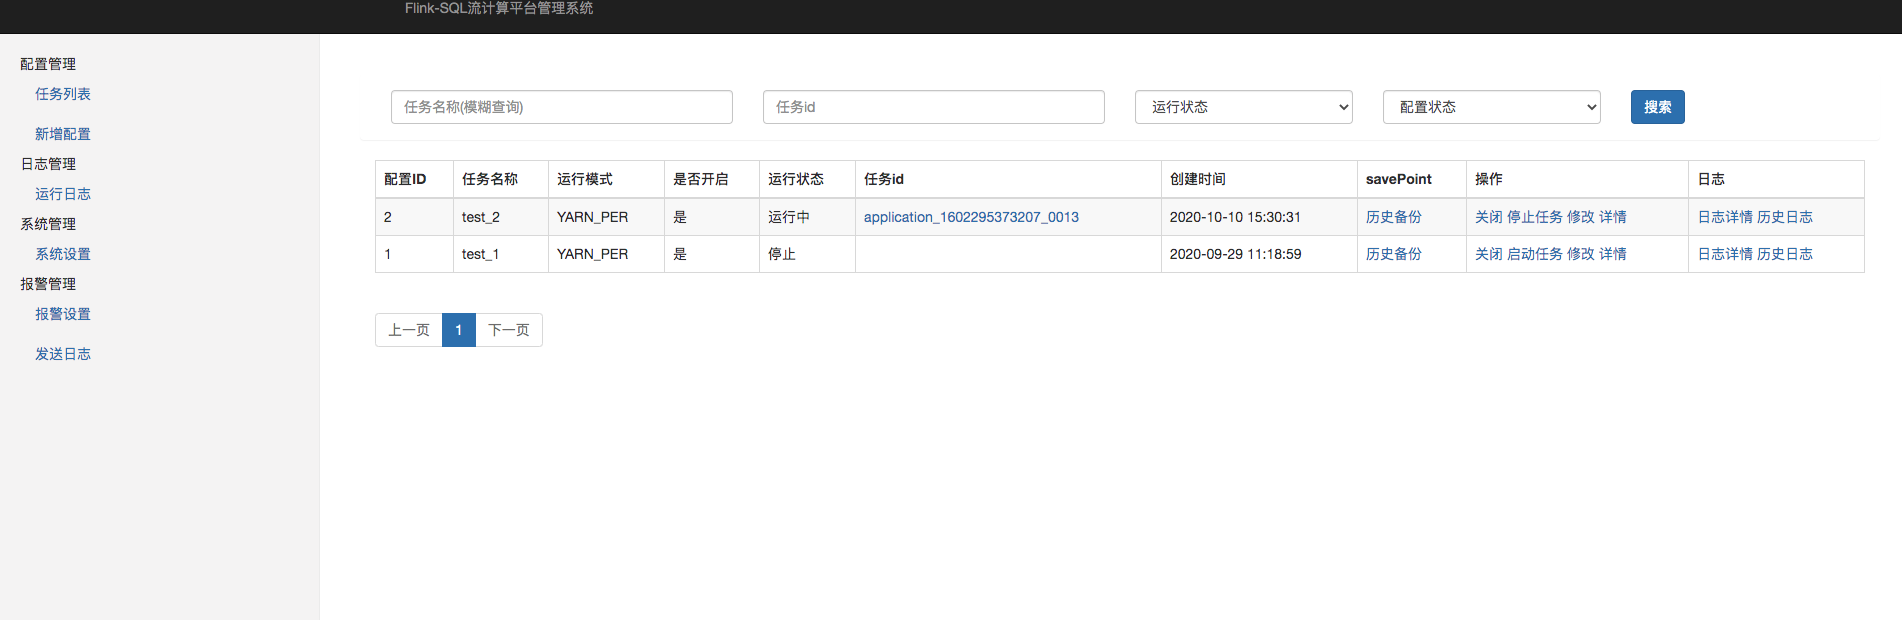 Flink-SQL流计算平台管理系统
配置管理
任务列表
新增配置
日志管理
运行日志
系统管理
系统设置
报警管理
报警设置
发送日志
任务名称(模糊查询) 任务id 运行状态 配置状态 搜索
配置ID 任务名称 运行模式 是否开启 运行状态 任务id 创建时间 savePoint 操作 日志
2 test_2 YARN_PER 是 运行中 application_1602295373207_0013 2020-10-10 15:30:31 历史备份 关闭 停止任务 修改 详情 日志详情 历史日志
1 test_1 YARN_PER 是 停止 2020-09-29 11:18:59 历史备份 关闭 启动任务 修改 详情 日志详情 历史日志
上一页 1 下一页